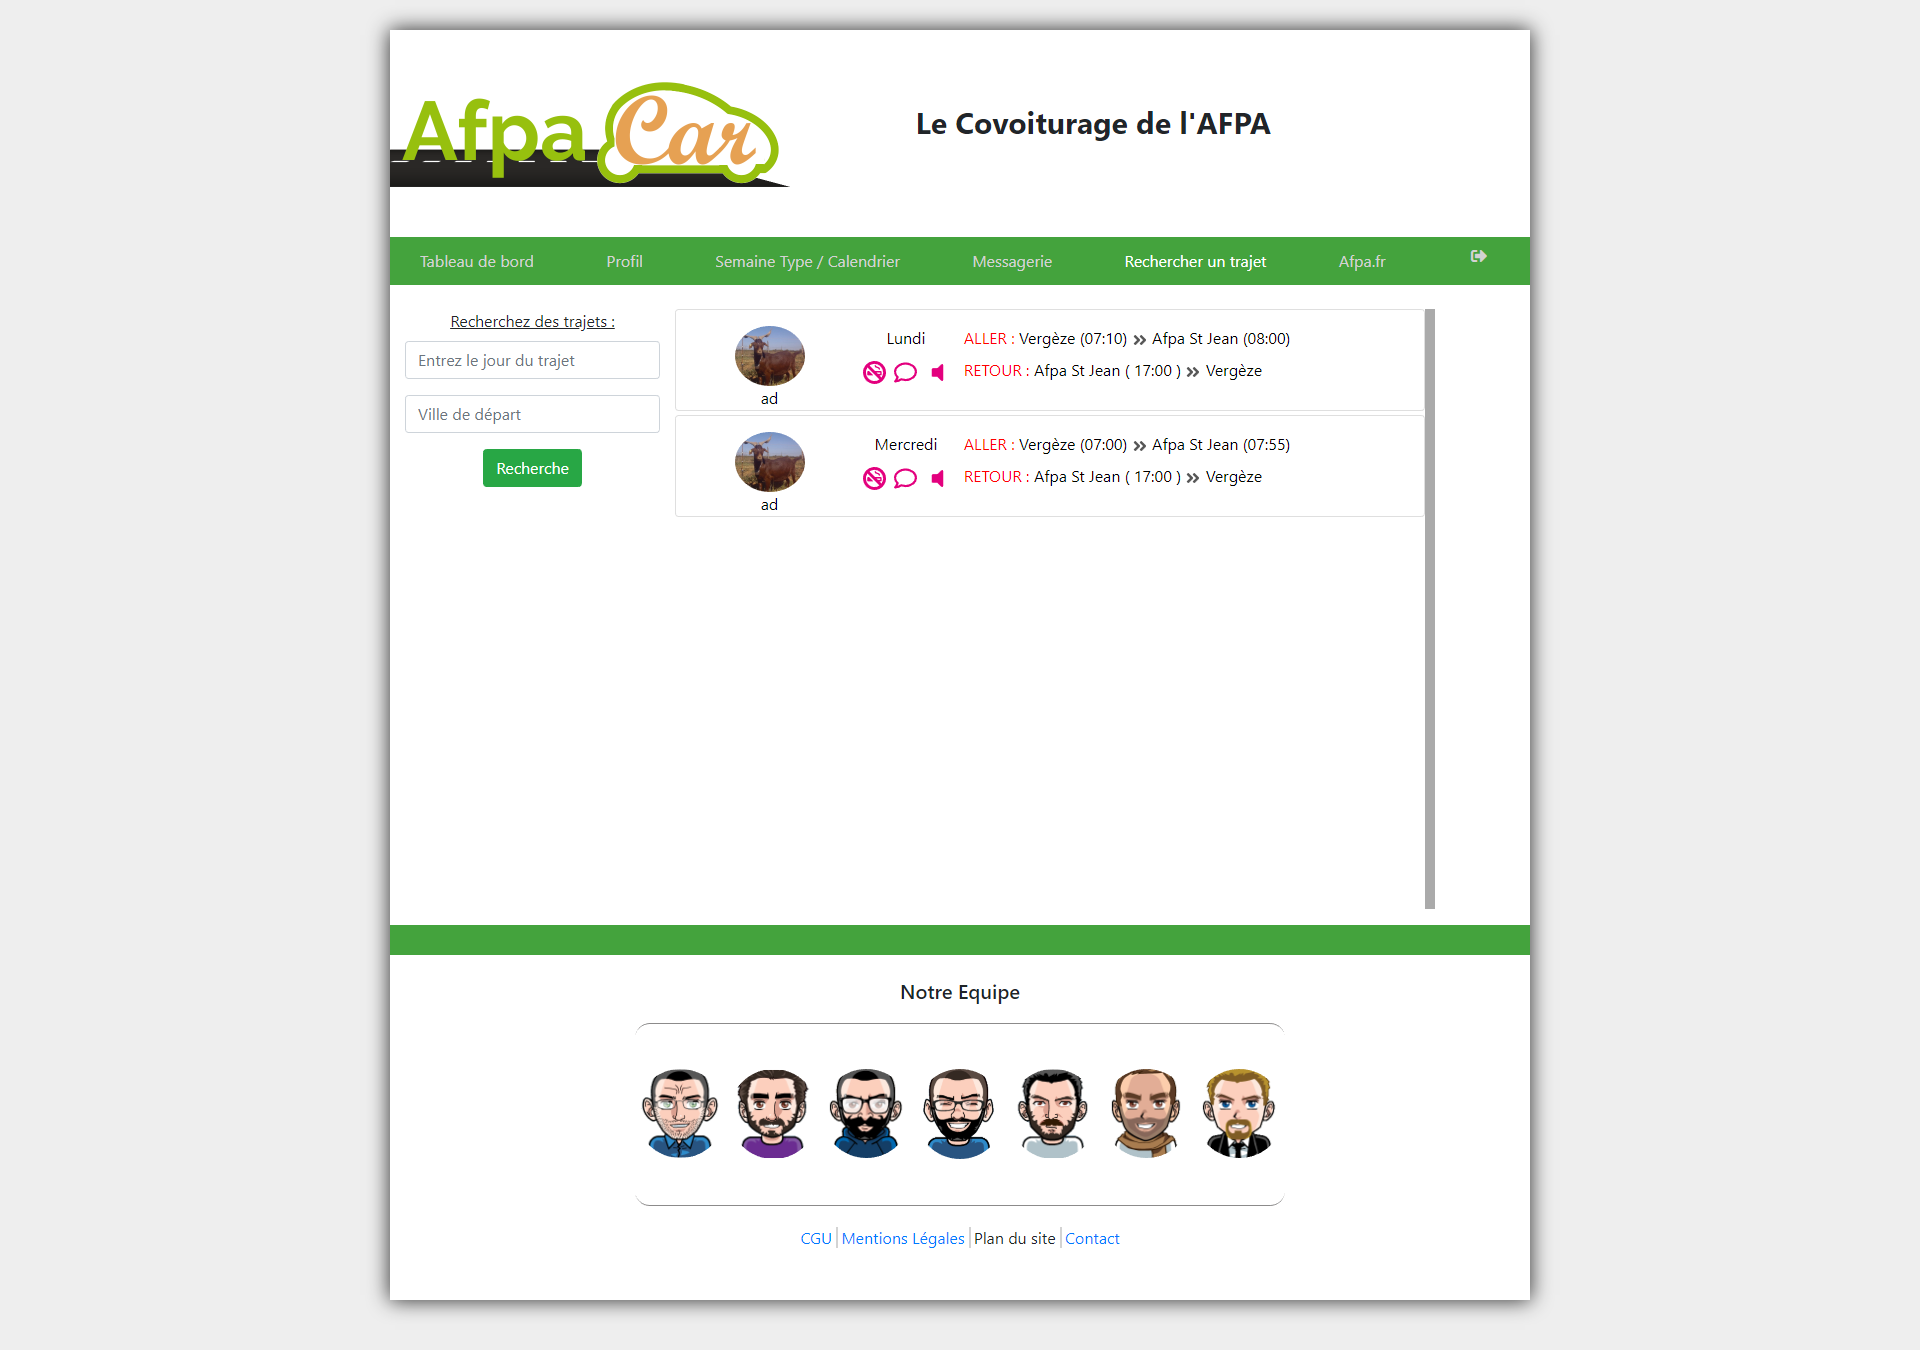 Afpa Car
Le Covoiturage de l'AFPA
Tableau de bord Profil Semaine Type / Calendrier Messagerie Rechercher un trajet Afpa.fr
Recherchez des trajets :
Entrez le jour du trajet
Ville de départ
Recherche
ad
Lundi
ALLER : Vergèze (07:10) Afpa St Jean (08:00)
RETOUR : Afpa St Jean ( 17:00 ) Vergèze
ad
Mercredi
ALLER : Vergèze (07:00) Afpa St Jean (07:55)
RETOUR : Afpa St Jean ( 17:00 ) Vergèze
Notre Equipe
CGU Mentions Légales Plan du site Contact